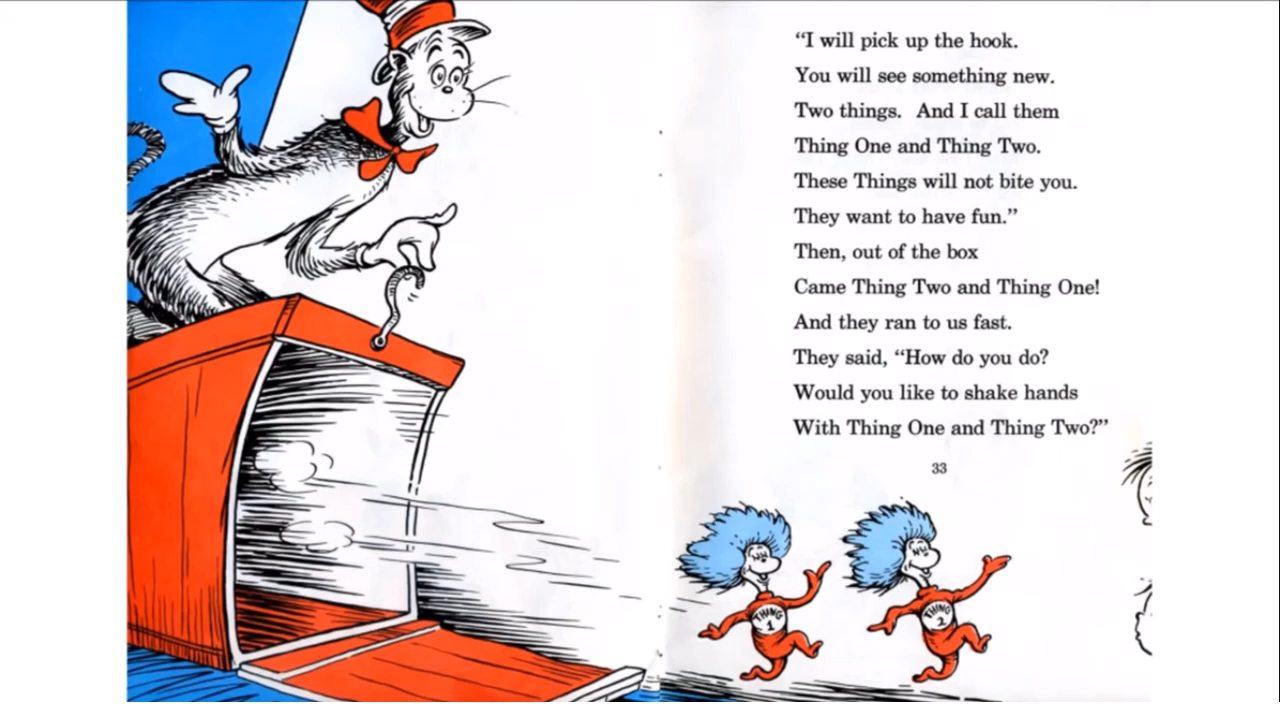 “I will pick up the hook.
You will see something new.
Two things. And I call them
Thing One and Thing Two.
These Things will not bite you.
They want to have fun.”
Then, out of the box
Came Thing Two and Thing One!
And they ran to us fast.
They said, “How do you do?
Would you like to shake hands
With Thing One and Thing Two?”
33
THING 1
THING 2